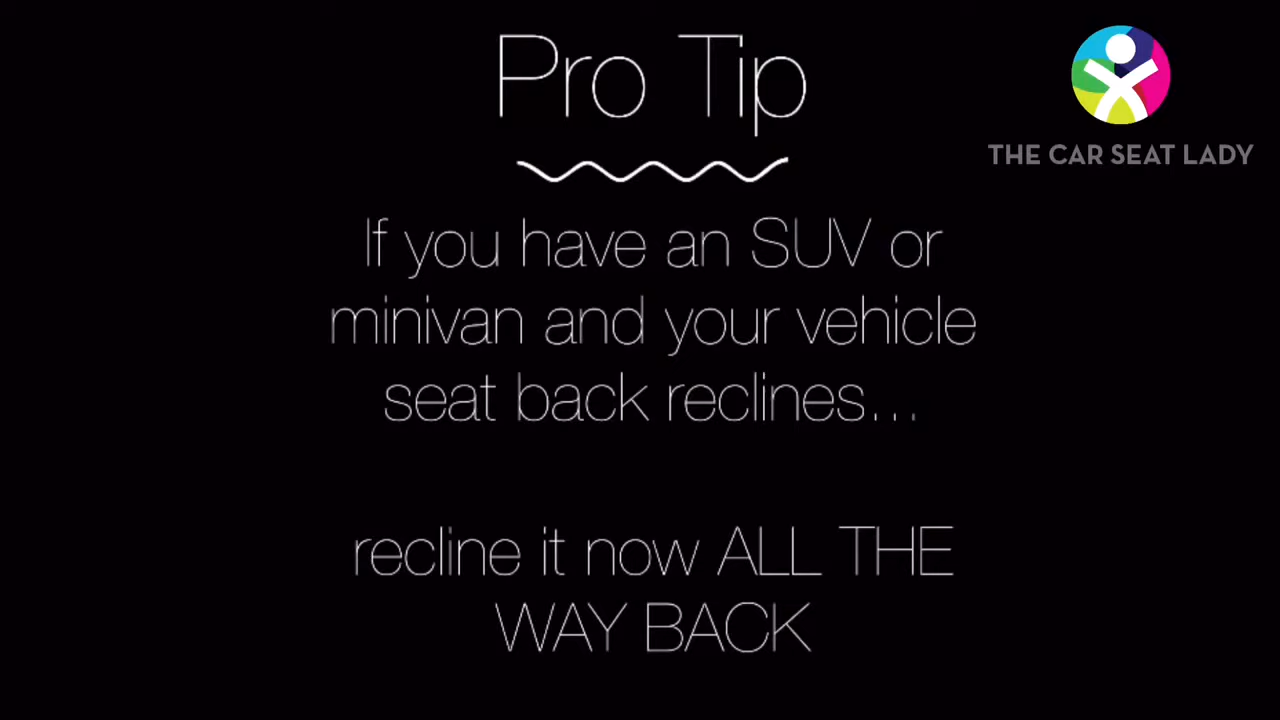 Pro Tip
THE CAR SEAT LADY
If you have an SUV or
minivan and your vehicle
seat back reclines...
recline it now ALL THE
WAY BACK